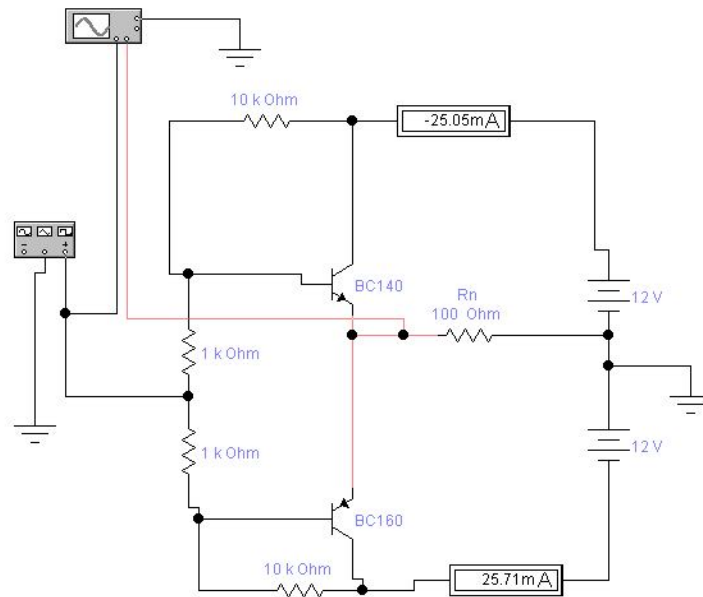 10 k Ohm
-25.05mA
BC140
Rn
100 Ohm
12 V
1 k Ohm
1 k Ohm
12 V
BC160
10 k Ohm
25.71mA